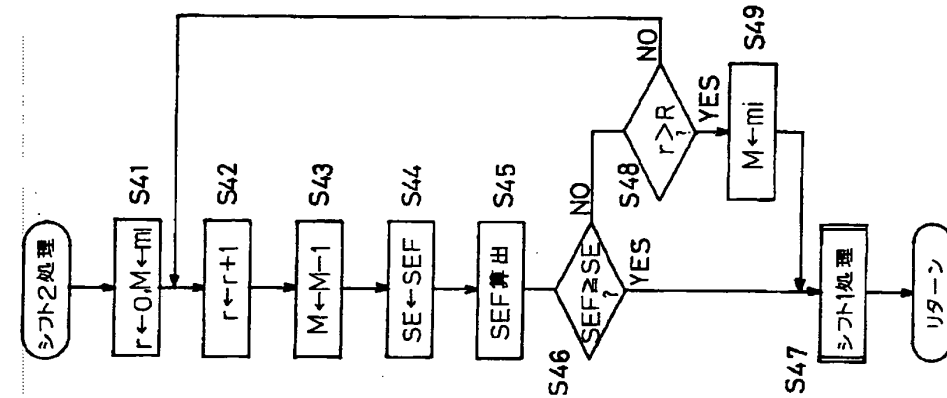 シフト2処理
r←0,M←mi
S41
r←r+1
S42
M←M−1
S43
SE←SEF
S44
SEF算出
S45
SEF≧SE
?
S46
NO
YES
r>R
?
S48
NO
YES
M←mi
S49
シフト1処理
S47
リターン